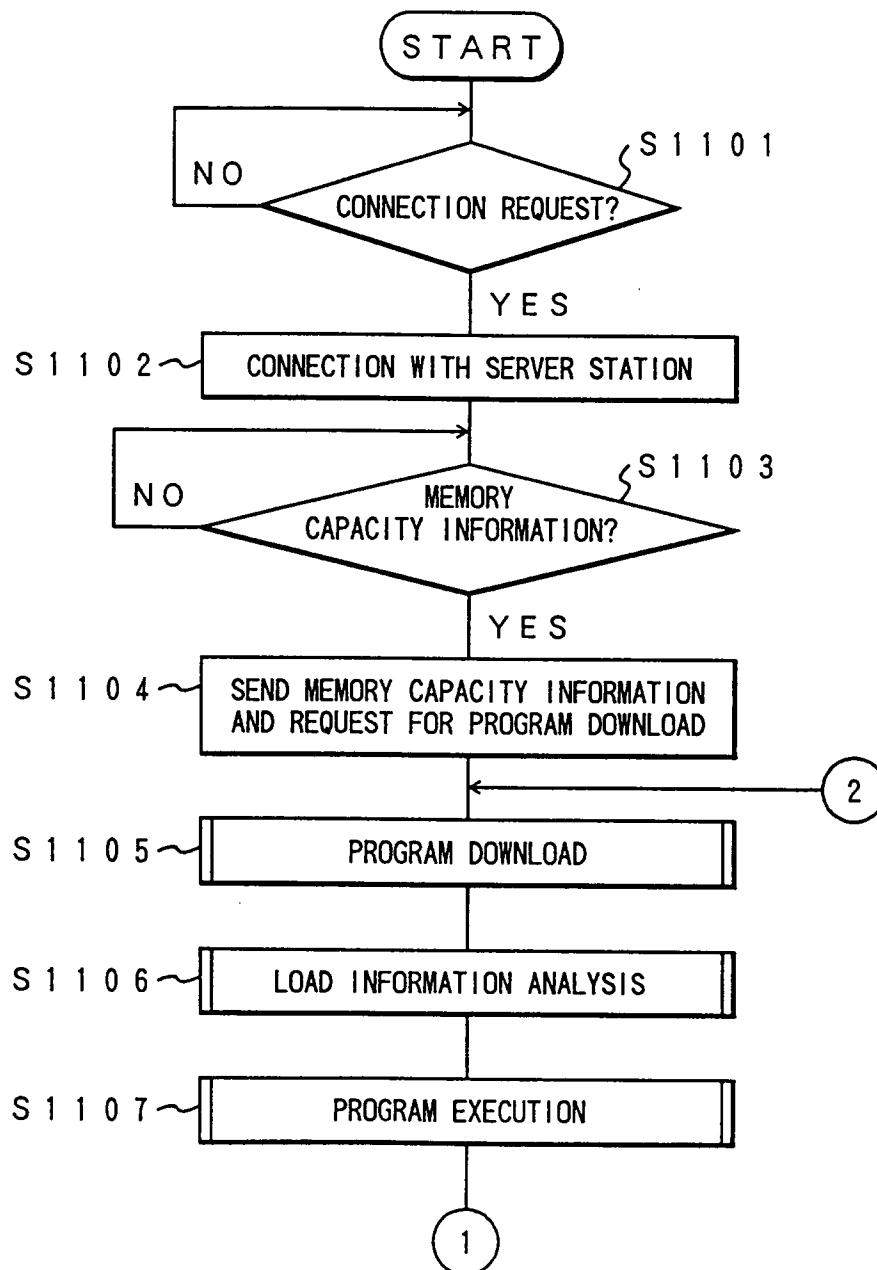 START
S1101
NO
CONNECTION REQUEST?
YES
S1102
CONNECTION WITH SERVER STATION
S1103
NO
MEMORY
CAPACITY INFORMATION?
YES
S1104
SEND MEMORY CAPACITY INFORMATION
AND REQUEST FOR PROGRAM DOWNLOAD
2
S1105
PROGRAM DOWNLOAD
S1106
LOAD INFORMATION ANALYSIS
S1107
PROGRAM EXECUTION
1